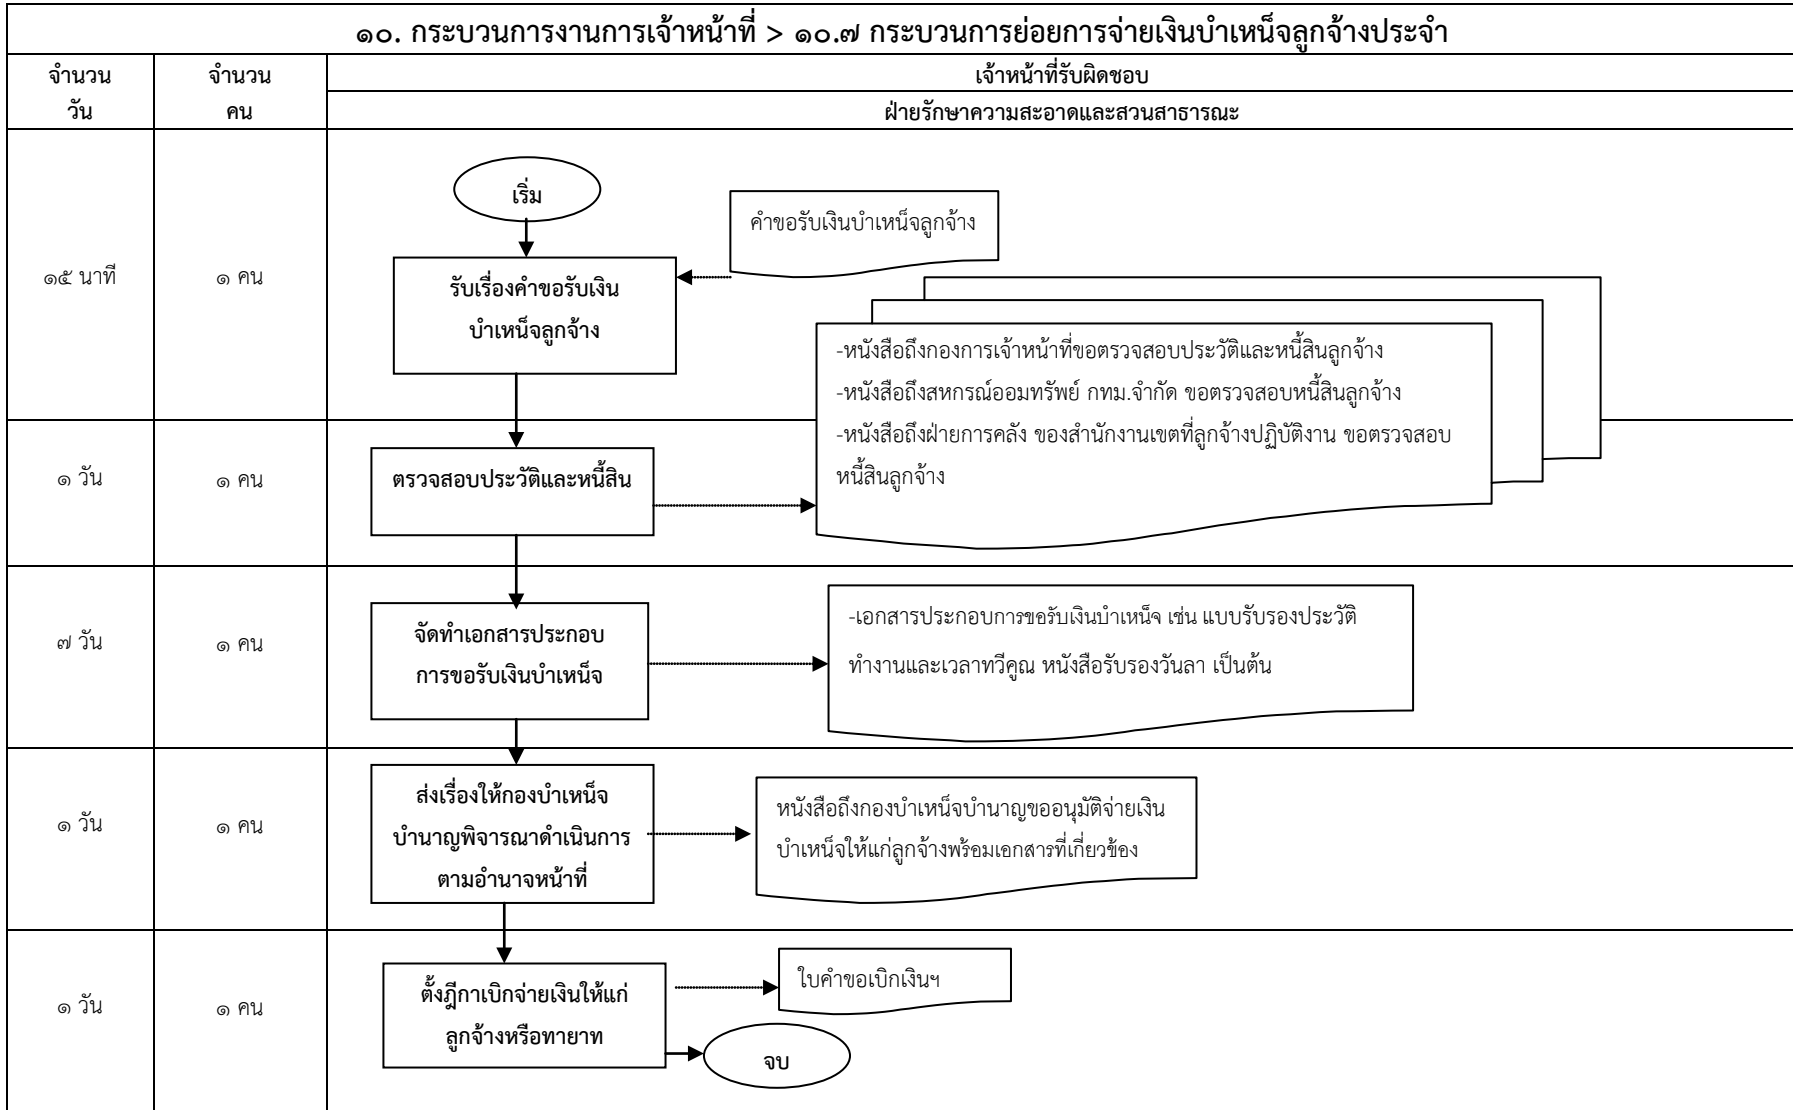 ๑๐. กระบวนการงานการเจ้าหน้าที่ > ๑๐.๗ กระบวนการย่อยการจ่ายเงินบำเหน็จลูกจ้างประจำ
จำนวน
วัน
จำนวน
คน
เจ้าหน้าที่รับผิดชอบ
ฝ่ายรักษาความสะอาดและสวนสาธารณะ
๑๕ นาที
๑ คน
เริ่ม
คำขอรับเงินบำเหน็จลูกจ้าง
รับเรื่องคำขอรับเงิน
บำเหน็จลูกจ้าง
-หนังสือถึงกองการเจ้าหน้าที่ขอตรวจสอบประวัติและหนี้สินลูกจ้าง
-หนังสือถึงสหกรณ์ออมทรัพย์ กทม.จำกัด ขอตรวจสอบหนี้สินลูกจ้าง
-หนังสือถึงฝ่ายการคลัง ของสำนักงานเขตที่ลูกจ้างปฏิบัติงาน ขอตรวจสอบ
หนี้สินลูกจ้าง
๑ วัน
๑ คน
ตรวจสอบประวัติและหนี้สิน
๗ วัน
๑ คน
จัดทำเอกสารประกอบ
การขอรับเงินบำเหน็จ
-เอกสารประกอบการขอรับเงินบำเหน็จ เช่น แบบรับรองประวัติ
ทำงานและเวลาทวีคูณ หนังสือรับรองวันลา เป็นต้น
๑ วัน
๑ คน
ส่งเรื่องให้กองบำเหน็จ
บำนาญพิจารณาดำเนินการ
ตามอำนาจหน้าที่
หนังสือถึงกองบำเหน็จบำนาญขออนุมัติจ่ายเงิน
บำเหน็จให้แก่ลูกจ้างพร้อมเอกสารที่เกี่ยวข้อง
๑ วัน
๑ คน
ตั้งฎีกาเบิกจ่ายเงินให้แก่
ลูกจ้างหรือทายาท
ใบคำขอเบิกเงินฯ
จบ